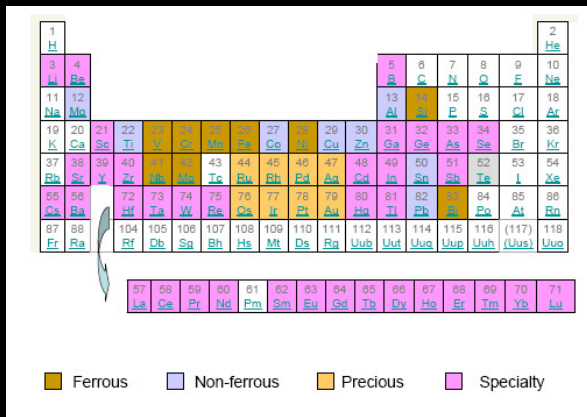 1 2
H He
3 4 5 6 7 8 9 10
Li Be B C N O F Ne
11 12 13 14 15 16 17 18
Na Mg Al Si P S Cl Ar
19 20 21 22 23 24 25 26 27 28 29 30 31 32 33 34 35 36
K Ca Sc Ti V Cr Mn Fe Co Ni Cu Zn Ga Ge As Se Br Kr
37 38 39 40 41 42 43 44 45 46 47 48 49 50 51 52 53 54
Rb Sr Y Zr Nb Mo Tc Ru Rh Pd Ag Cd In Sn Sb Te I Xe
55 56 72 73 74 75 76 77 78 79 80 81 82 83 84 85 86
Cs Ba Hf Ta W Re Os Ir Pt Au Hg Tl Pb Bi Po At Rn
87 88 104 105 106 107 108 109 110 111 112 113 114 115 116 (117) 118
Fr Ra Rf Db Sg Bh Hs Mt Ds Rg Uub Uut Uuq Uup Uuh (Uus) Uuo
57 58 59 60 61 62 63 64 65 66 67 68 69 70 71
La Ce Pr Nd Pm Sm Eu Gd Tb Dy Ho Er Tm Yb Lu
Ferrous Non-ferrous Precious Specialty